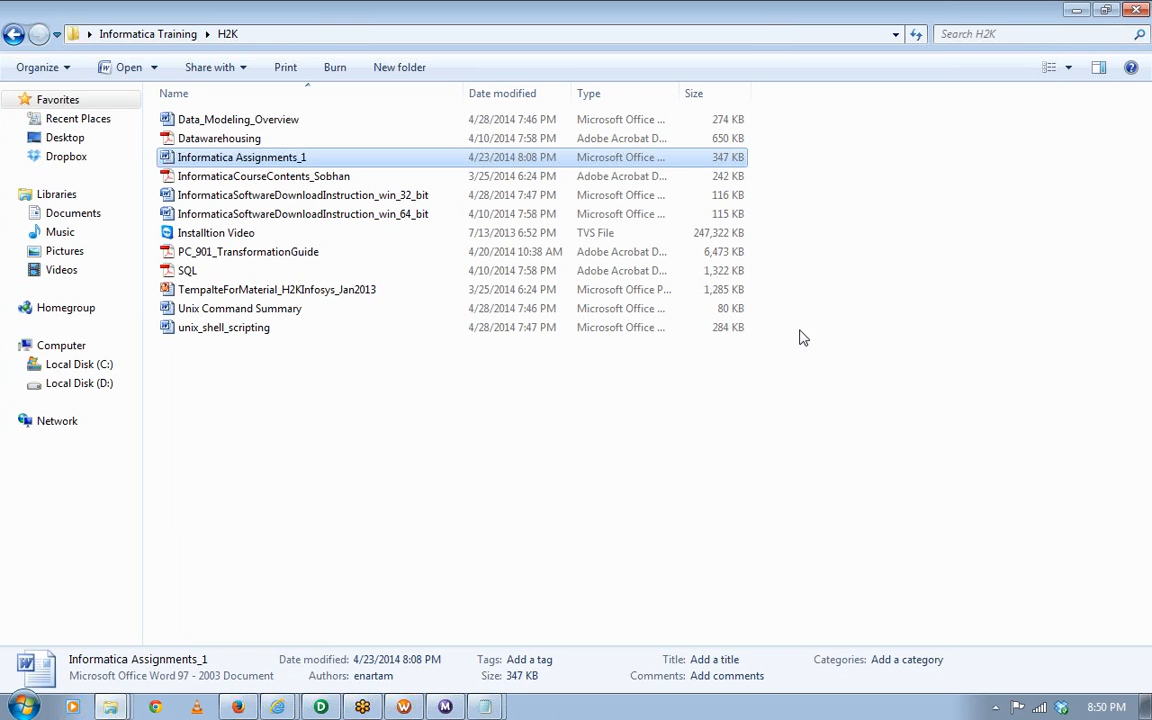 Informatica Training H2K Search H2K
Organize Open Share with Print Burn New folder
Name Date modified Type Size
Favorites
Recent Places
Desktop
Dropbox
Libraries
Documents
Music
Pictures
Videos
Homegroup
Computer
Local Disk (C:)
Local Disk (D:)
Network
Data_Modeling_Overview 4/28/2014 7:46 PM Microsoft Office ... 274 KB
Datawarehousing 4/10/2014 7:58 PM Adobe Acrobat D... 650 KB
Informatica Assignments_1 4/23/2014 8:08 PM Microsoft Office ... 347 KB
InformaticaCourseContents_Sobhan 3/25/2014 6:24 PM Adobe Acrobat D... 242 KB
InformaticaSoftwareDownloadInstruction_win_32_bit 4/28/2014 7:47 PM Microsoft Office ... 116 KB
InformaticaSoftwareDownloadInstruction_win_64_bit 4/10/2014 7:58 PM Microsoft Office ... 115 KB
Installtion Video 7/13/2013 6:52 PM TVS File 247,322 KB
PC_901_TransformationGuide 4/20/2014 10:38 AM Adobe Acrobat D... 6,473 KB
SQL 4/10/2014 7:58 PM Adobe Acrobat D... 1,322 KB
TempalteForMaterial_H2KInfosys_Jan2013 3/25/2014 6:24 PM Microsoft Office P... 1,285 KB
Unix Command Summary 4/28/2014 7:46 PM Microsoft Office ... 80 KB
unix_shell_scripting 4/28/2014 7:47 PM Microsoft Office ... 284 KB
Informatica Assignments_1 Date modified: 4/23/2014 8:08 PM Tags: Add a tag Title: Add a title Categories: Add a category
Microsoft Office Word 97 - 2003 Document Authors: enartam Size: 347 KB Comments: Add comments
8:50 PM